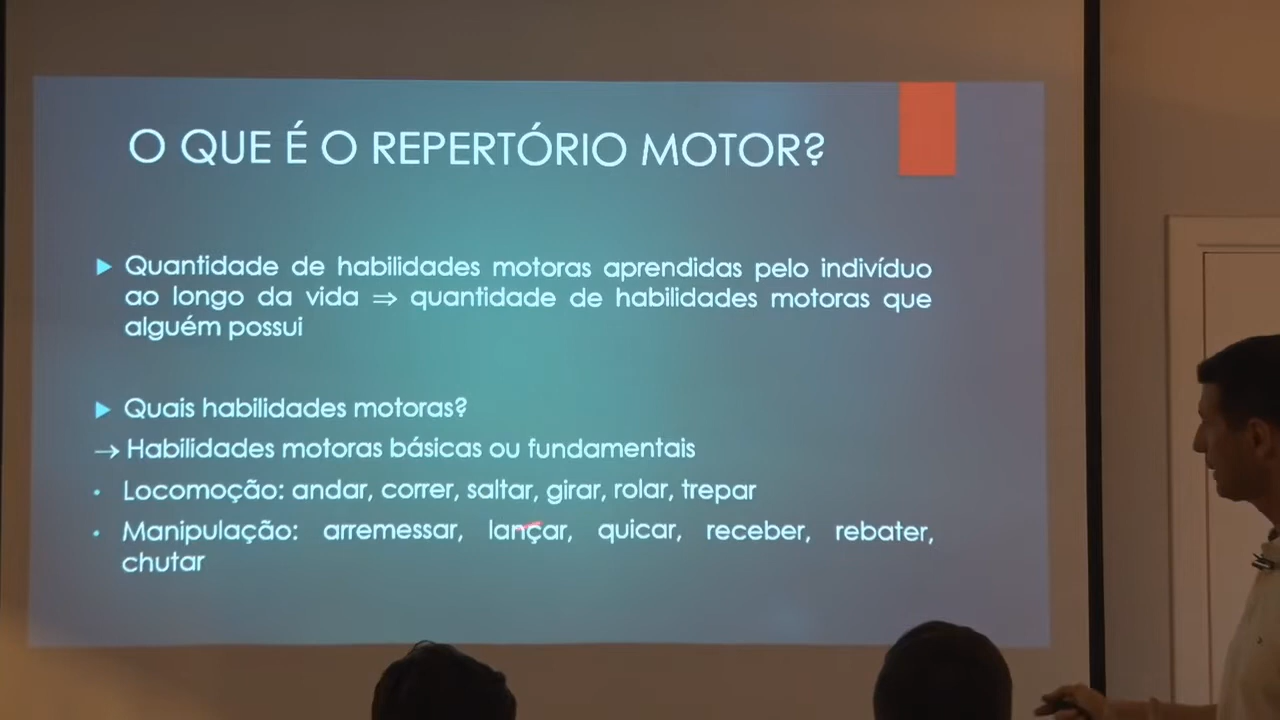 O QUE É O REPERTÓRIO MOTOR?
Quantidade de habilidades motoras aprendidas pelo indivíduo
ao longo da vida ⇒ quantidade de habilidades motoras que
alguém possui
Quais habilidades motoras?
→ Habilidades motoras básicas ou fundamentais
• Locomoção: andar, correr, saltar, girar, rolar, trepar
• Manipulação: arremessar, lançar, quicar, receber, rebater,
chutar